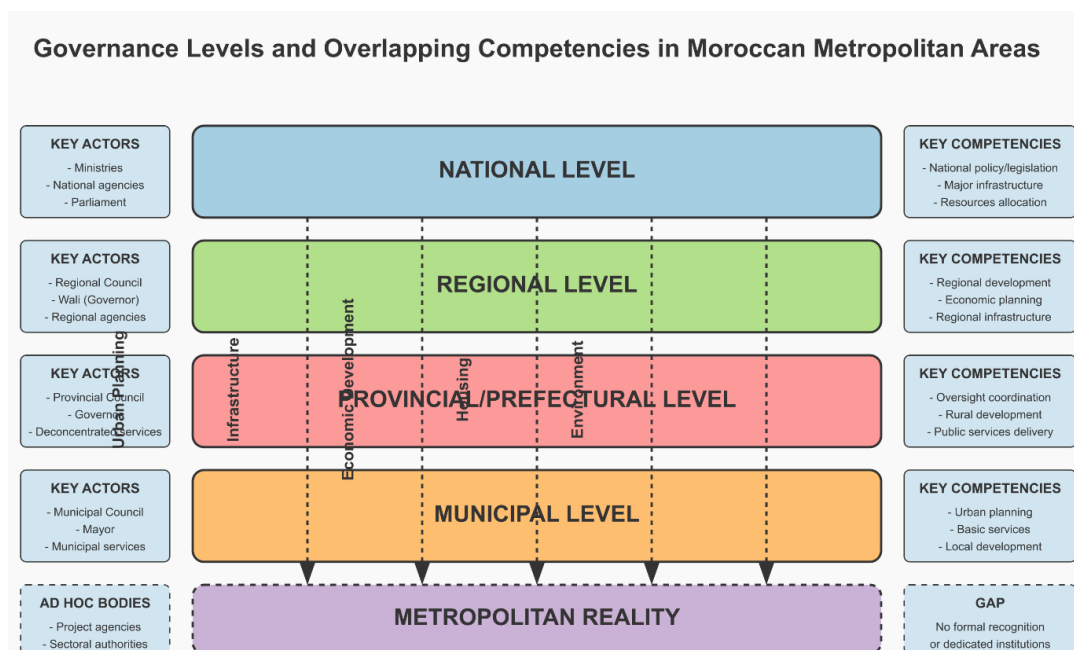 Governance Levels and Overlapping Competencies in Moroccan Metropolitan Areas
KEY ACTORS
- Ministries
- National agencies
- Parliament
NATIONAL LEVEL
KEY COMPETENCIES
- National policy/legislation
- Major infrastructure
- Resources allocation
KEY ACTORS
- Regional Council
- Wali (Governor)
- Regional agencies
REGIONAL LEVEL
KEY COMPETENCIES
- Regional development
- Economic planning
- Regional infrastructure
KEY ACTORS
- Provincial Council
- Governor
- Deconcentrated services
Urban Planning
Infrastructure
Economic Development
Housing
Environment
PROVINCIAL/PREFECTURAL LEVEL
KEY COMPETENCIES
- Oversight coordination
- Rural development
- Public services delivery
KEY ACTORS
- Municipal Council
- Mayor
- Municipal services
MUNICIPAL LEVEL
KEY COMPETENCIES
- Urban planning
- Basic services
- Local development
AD HOC BODIES
- Project agencies
- Sectoral authorities
METROPOLITAN REALITY
GAP
No formal recognition
or dedicated institutions